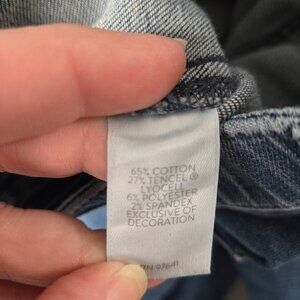 65% COTTON
27% TENCEL®
LYOCELL
6% POLYESTER
2% SPANDEX
EXCLUSIVE OF
DECORATION
RN 97641